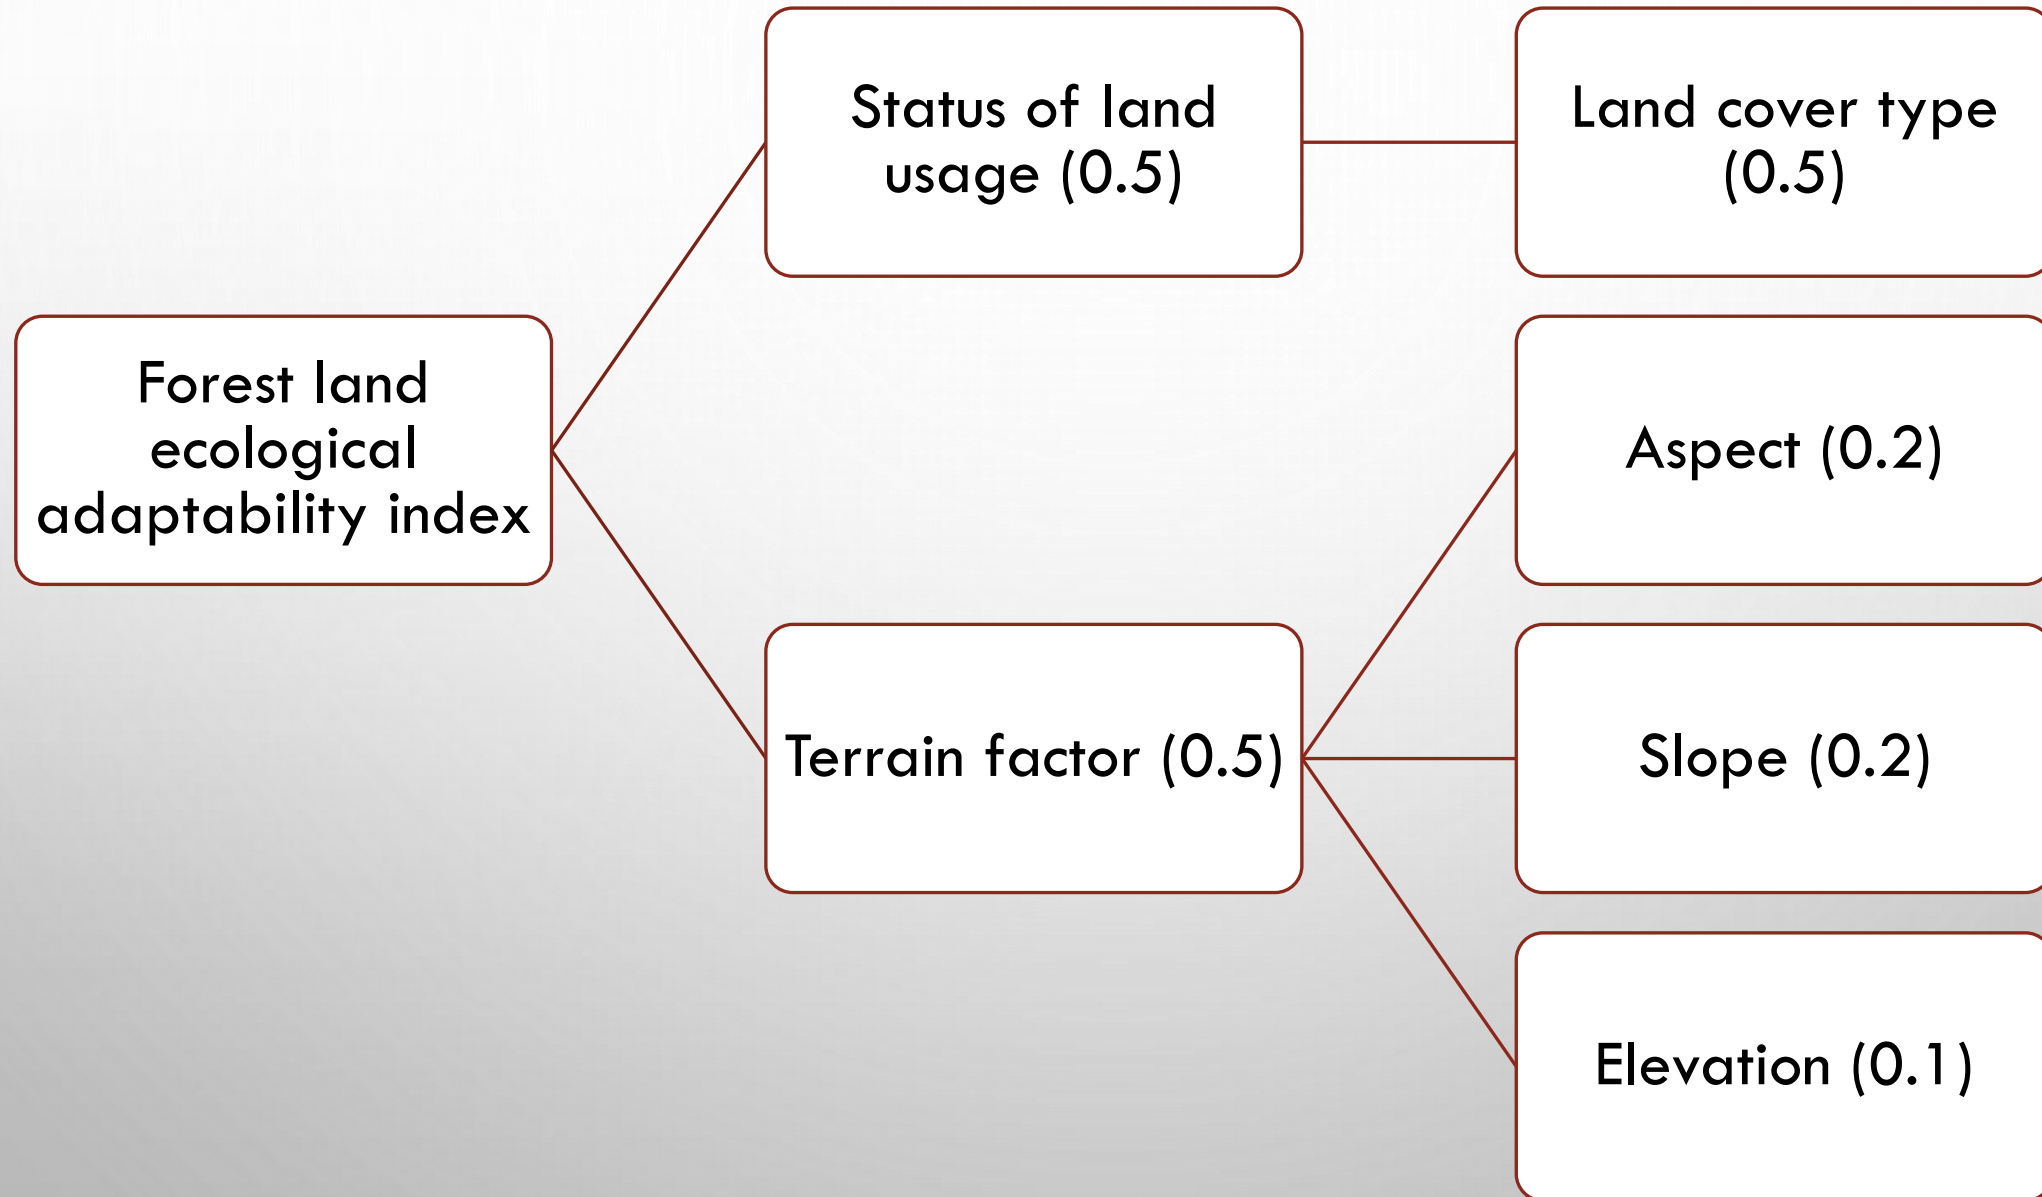 Forest land
ecological
adaptability index
Status of land
usage (0.5)
Terrain factor (0.5)
Land cover type
(0.5)
Aspect (0.2)
Slope (0.2)
Elevation (0.1)